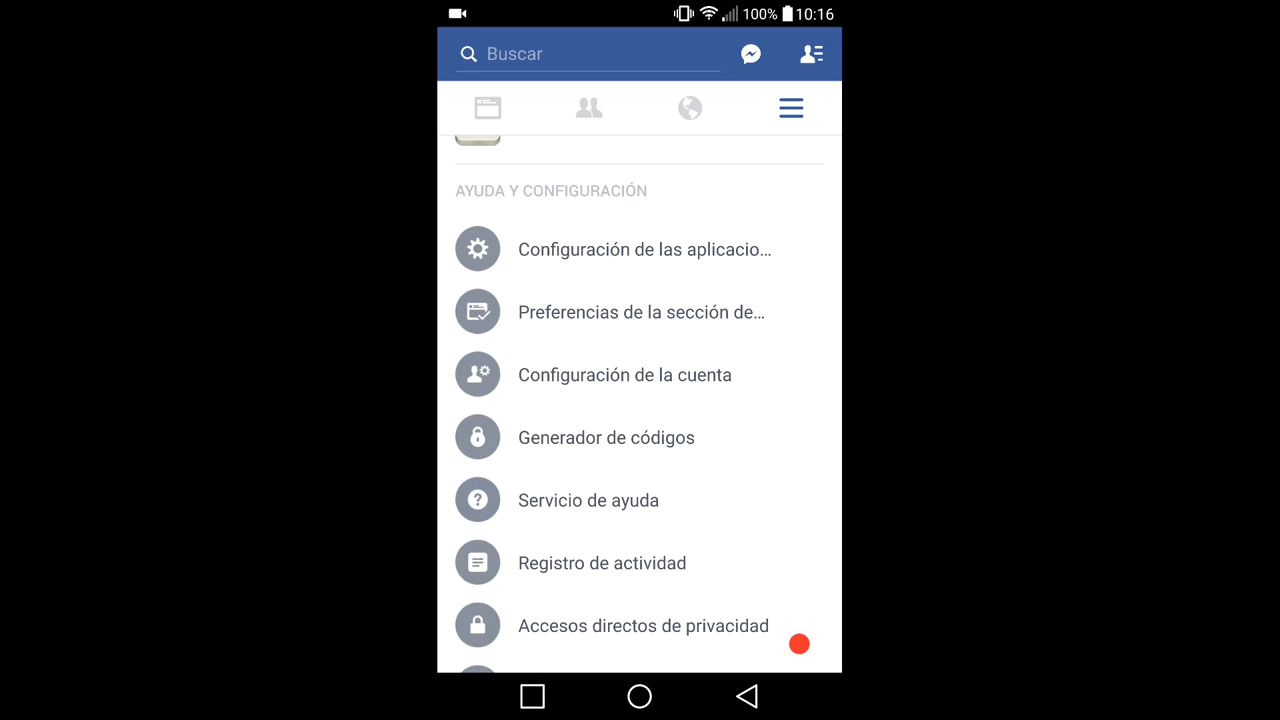 100% 10:16
Buscar
AYUDA Y CONFIGURACIÓN
Configuración de las aplicacio...
Preferencias de la sección de...
Configuración de la cuenta
Generador de códigos
Servicio de ayuda
Registro de actividad
Accesos directos de privacidad